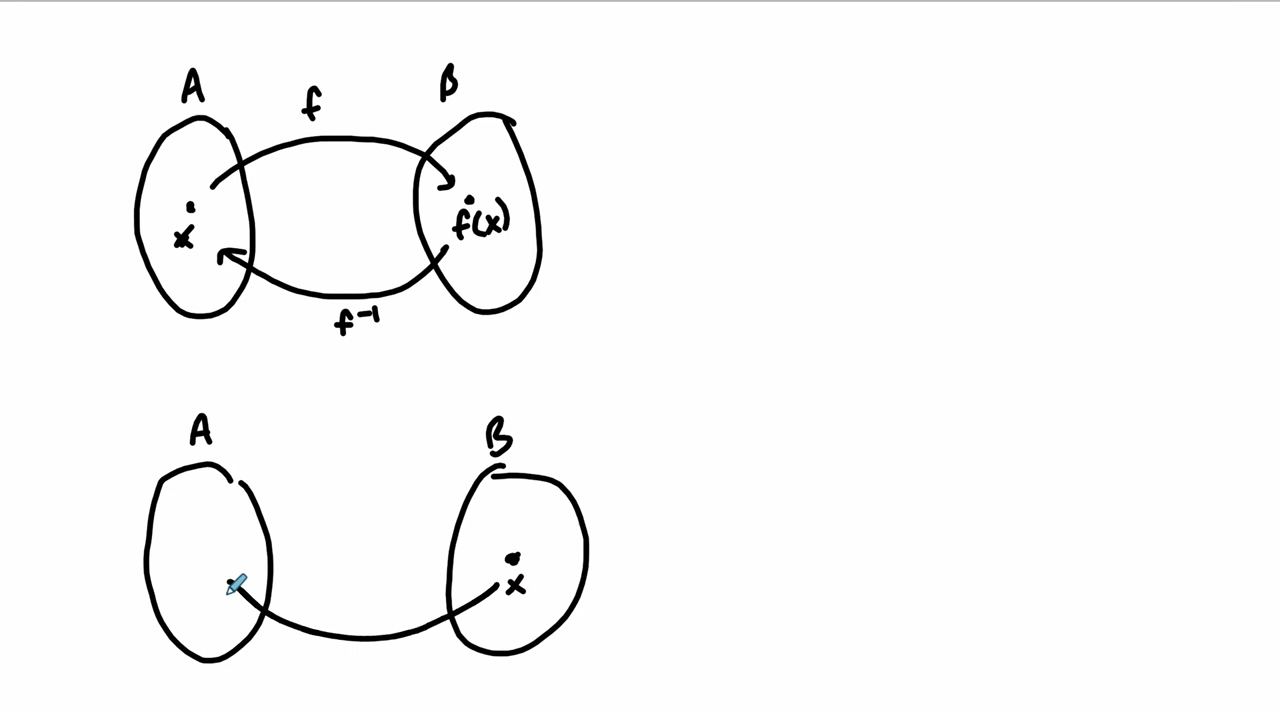 A f B
x f(x)
f⁻¹
A B
x